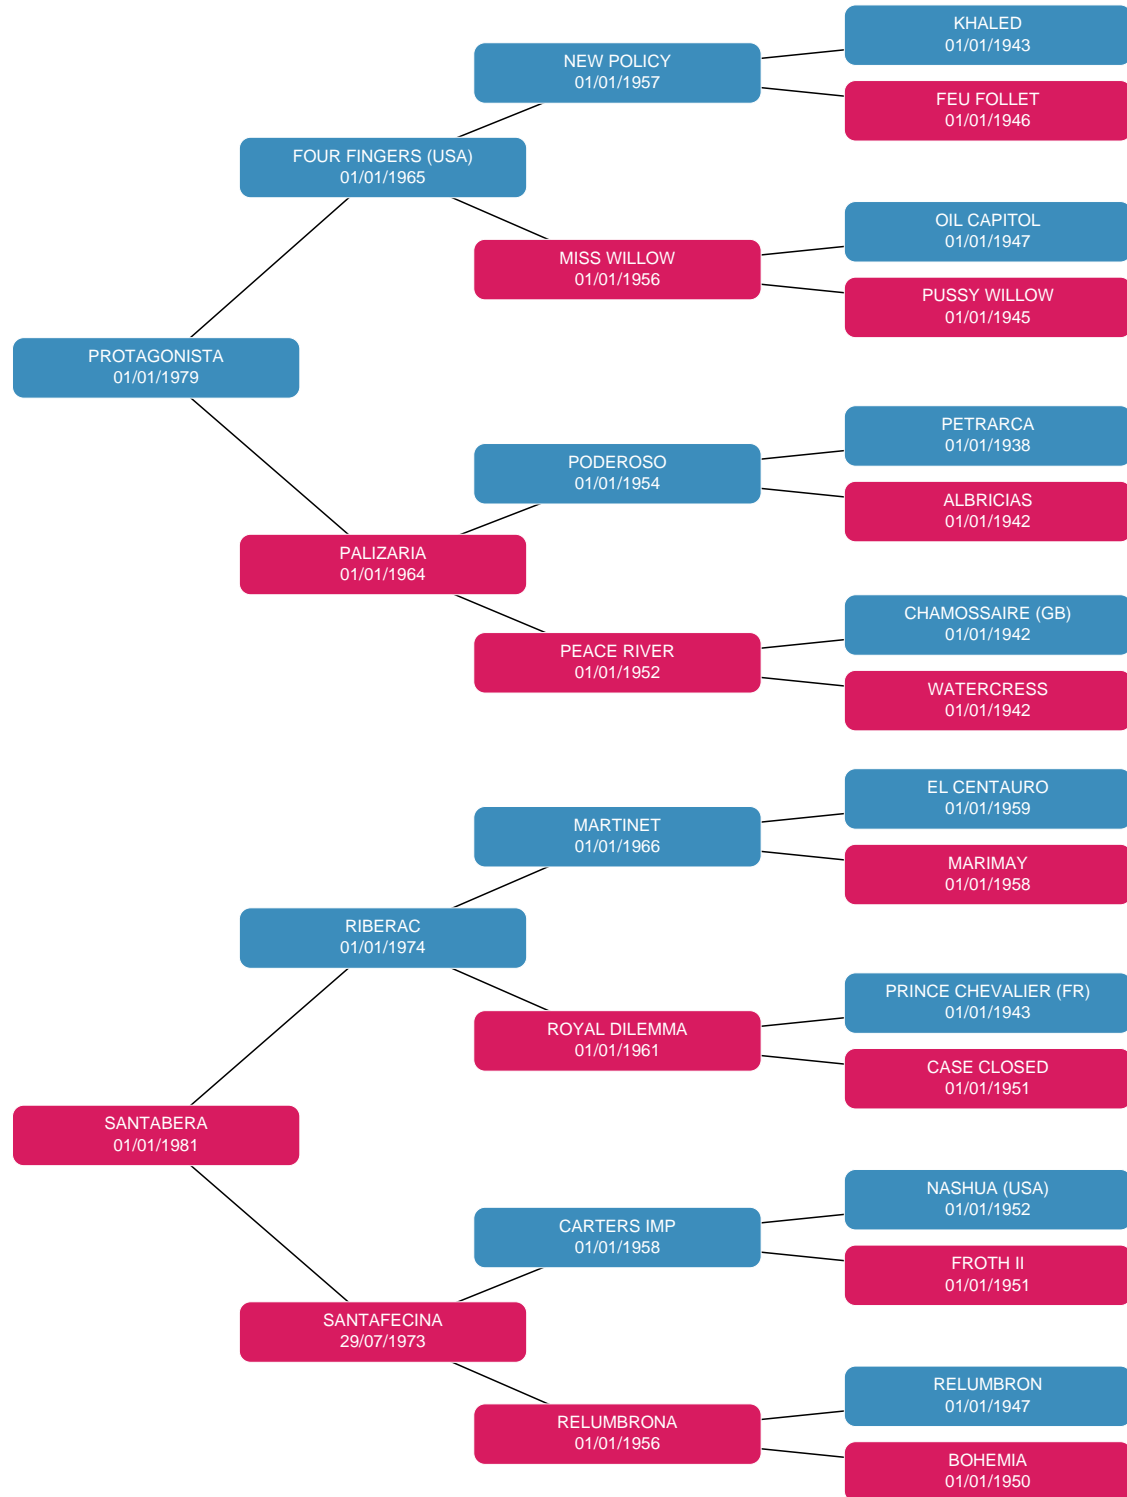 KHALED
01/01/1943
NEW POLICY
01/01/1957
FEU FOLLET
01/01/1946
FOUR FINGERS (USA)
01/01/1965
OIL CAPITOL
01/01/1947
MISS WILLOW
01/01/1956
PUSSY WILLOW
01/01/1945
PROTAGONISTA
01/01/1979
PETRARCA
01/01/1938
PODEROSO
01/01/1954
ALBRICIAS
01/01/1942
PALIZARIA
01/01/1964
CHAMOSSAIRE (GB)
01/01/1942
PEACE RIVER
01/01/1952
WATERCRESS
01/01/1942
EL CENTAURO
01/01/1959
MARTINET
01/01/1966
MARIMAY
01/01/1958
RIBERAC
01/01/1974
PRINCE CHEVALIER (FR)
01/01/1943
ROYAL DILEMMA
01/01/1961
CASE CLOSED
01/01/1951
SANTABERA
01/01/1981
NASHUA (USA)
01/01/1952
CARTERS IMP
01/01/1958
FROTH II
01/01/1951
SANTAFECINA
29/07/1973
RELUMBRON
01/01/1947
RELUMBRONA
01/01/1956
BOHEMIA
01/01/1950